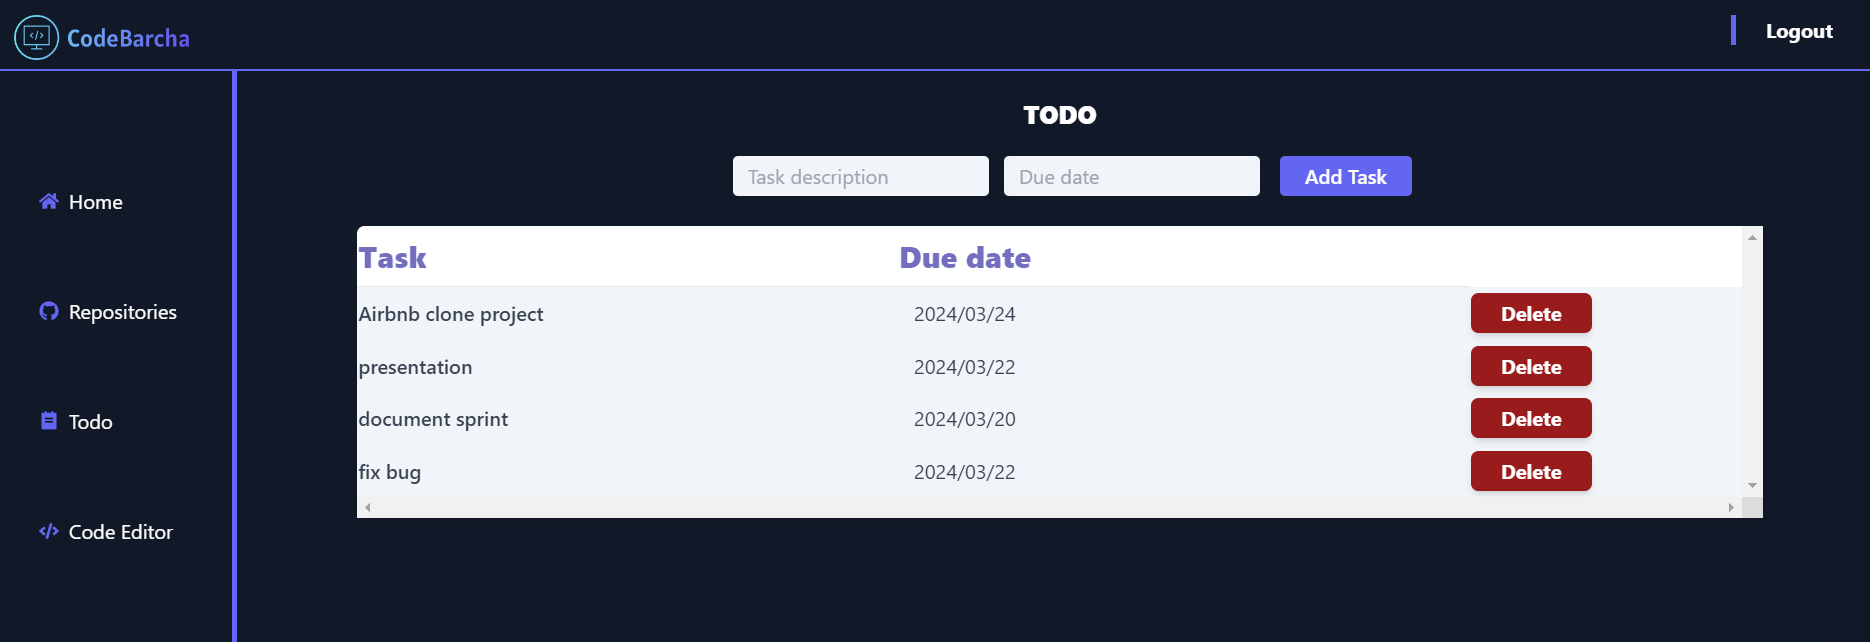 CodeBarcha
Logout
Home
Repositories
Todo
Code Editor
TODO
Task description Due date Add Task
Task Due date
Airbnb clone project 2024/03/24 Delete
presentation 2024/03/22 Delete
document sprint 2024/03/20 Delete
fix bug 2024/03/22 Delete